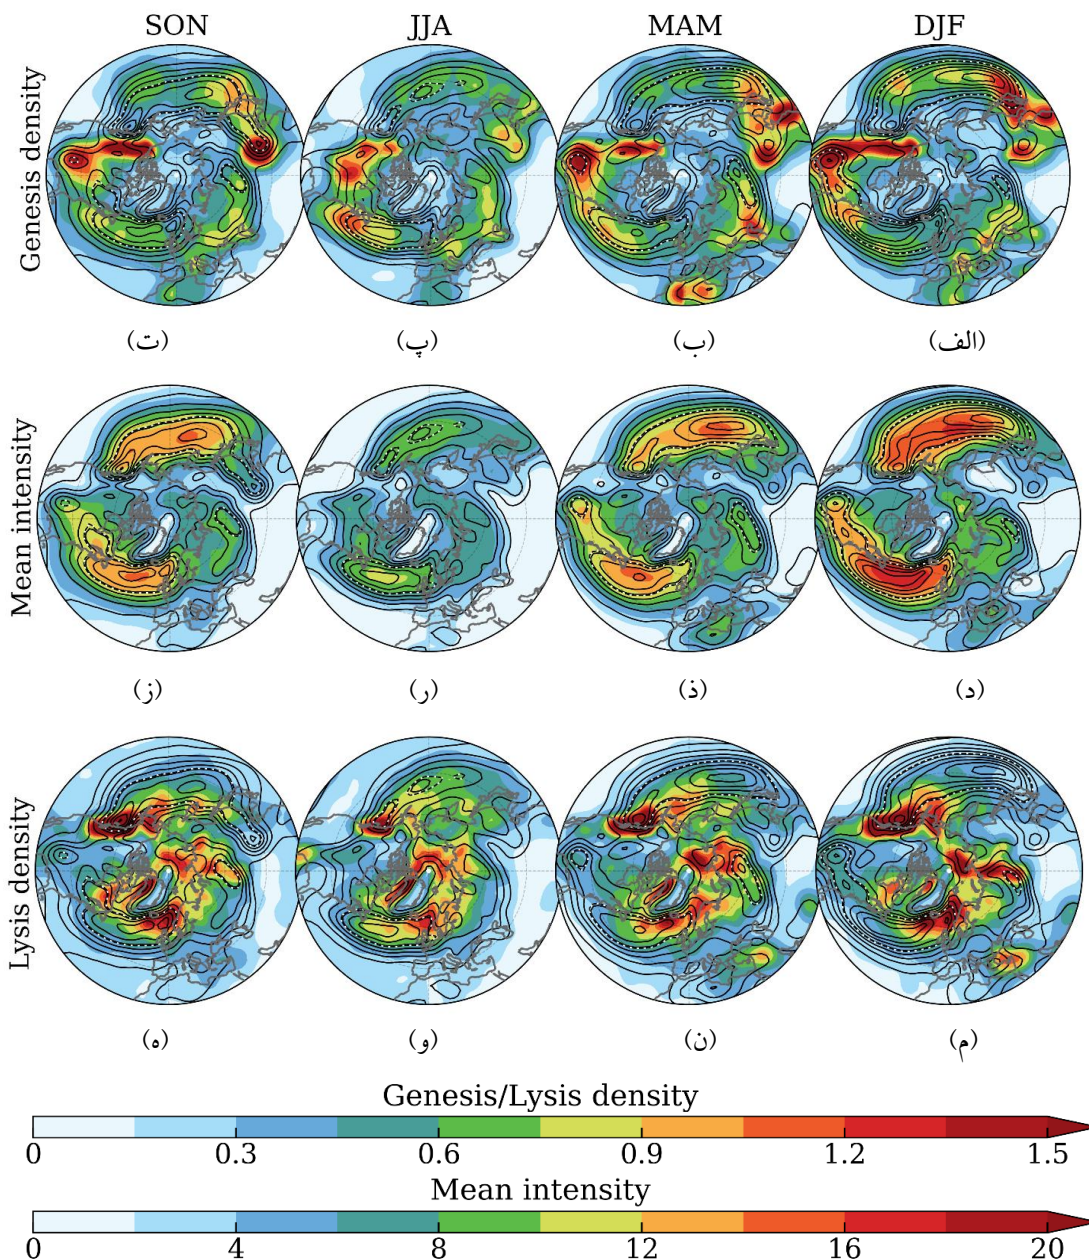 SON JJA MAM DJF
Genesis density
(ت) (پ) (ب) (الف)
Mean intensity
(ز) (ر) (ذ) (د)
Lysis density
(ه) (و) (ن) (م)
Genesis/Lysis density
0 0.3 0.6 0.9 1.2 1.5
Mean intensity
0 4 8 12 16 20